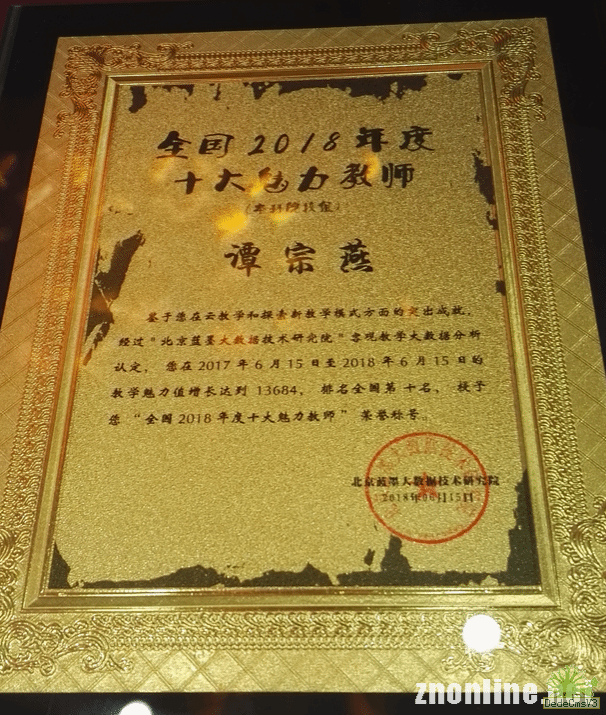 全国2018年度
十大魅力教师
(本科院校组)
谭宗燕
鉴于您在云教学和探索新教学模式方面的突出成就，
经过“北京蓝墨大数据技术研究院”客观教学大数据分析
认定，您在2017年6月15日至2018年6月15日的
教学魅力值增长达到13684，排名全国第十名，授予
您“全国2018年度十大魅力教师”荣誉称号。
北京蓝墨大数据技术研究院
2018年06月15日
znonline.net
DedeCmsV3